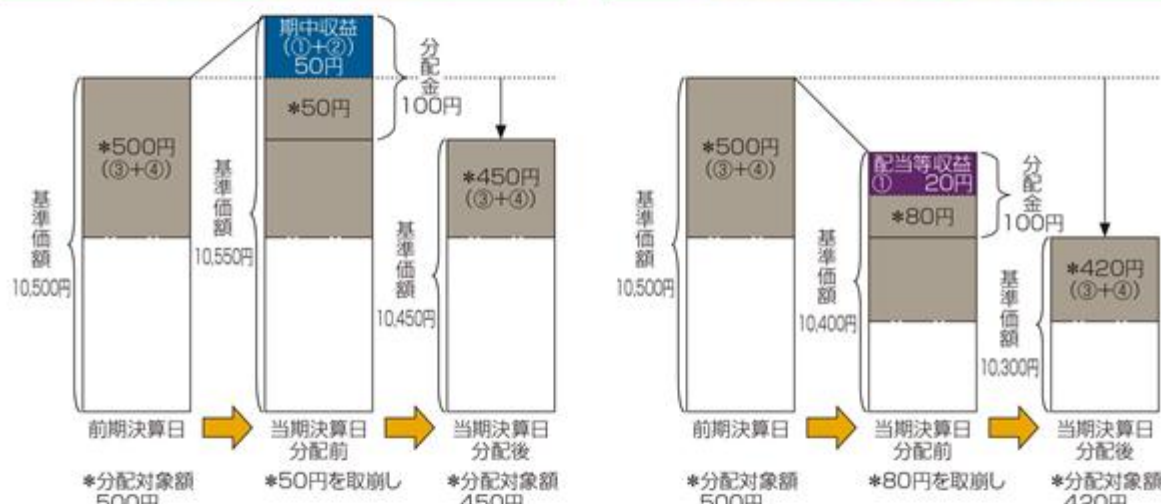 期中収益
(①+②)
50円
分配金
100円
*50円
*500円
(③+④)
*450円
(③+④)
基準価額
10,500円
基準価額
10,550円
基準価額
10,450円
前期決算日
当期決算日
分配前
当期決算日
分配後
*分配対象額
500円
*50円を取崩し
*分配対象額
450円
*500円
(③+④)
配当等収益
① 20円
分配金
100円
*80円
*420円
(③+④)
基準価額
10,500円
基準価額
10,400円
基準価額
10,300円
前期決算日
当期決算日
分配前
当期決算日
分配後
*分配対象額
500円
*80円を取崩し
*分配対象額
420円